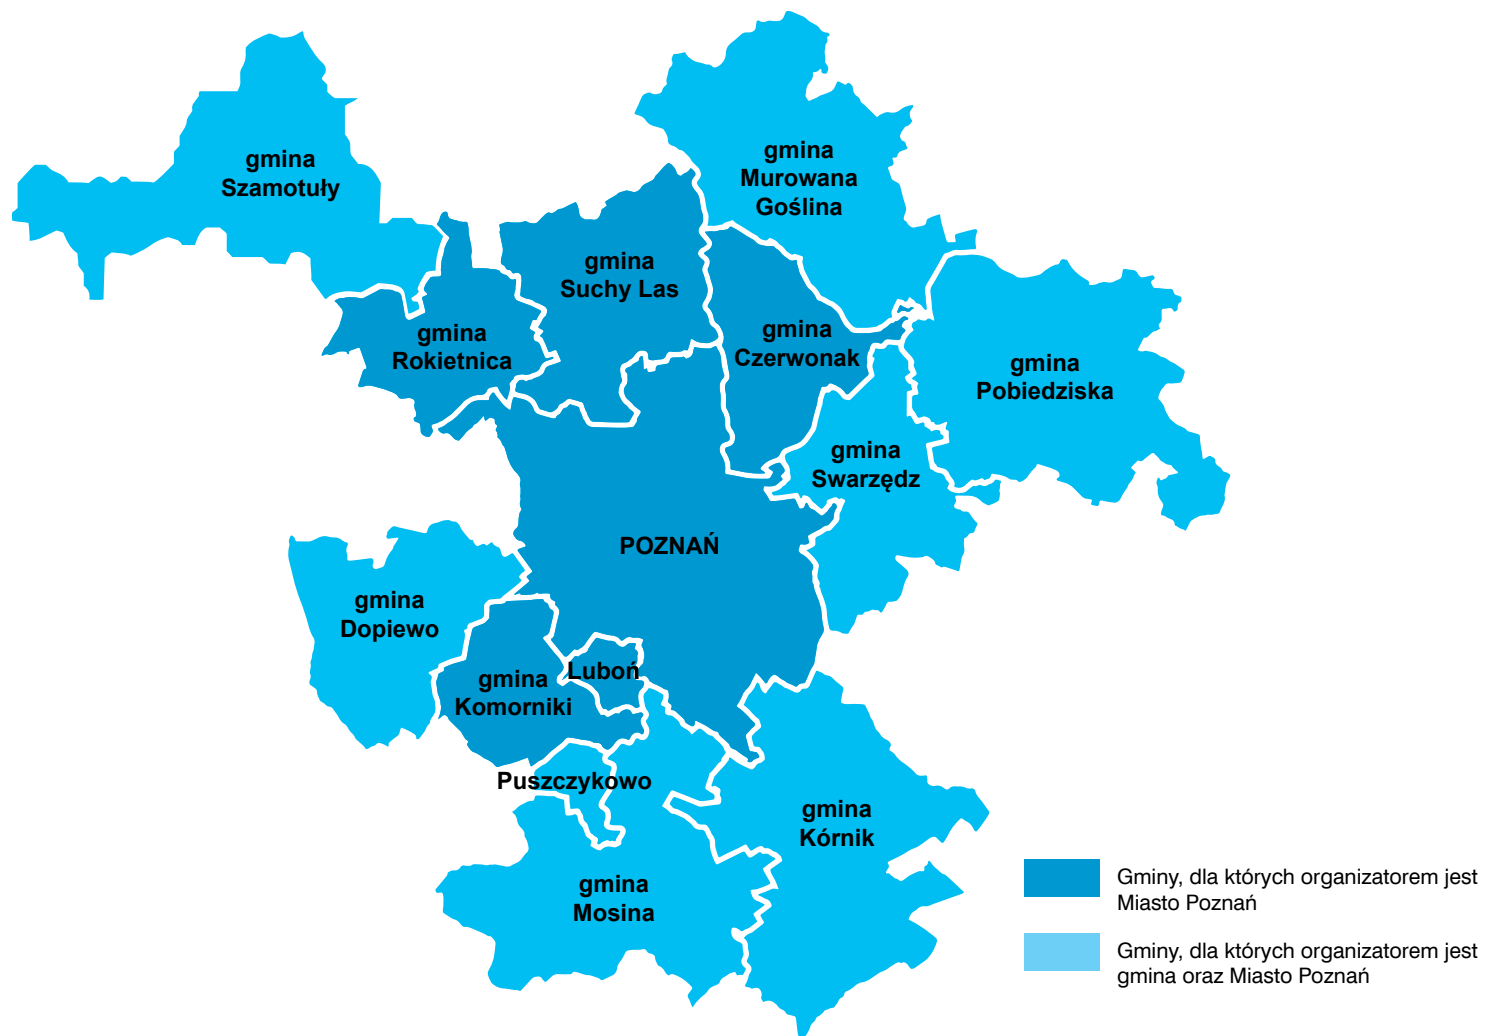 gmina
Szamotuły
gmina
Murowana
Goślina
gmina
Suchy Las
gmina
Rokietnica
gmina
Czerwonak
gmina
Pobiedziska
gmina
Swarzędz
POZNAŃ
gmina
Dopiewo
Luboń
gmina
Komorniki
Puszczykowo
gmina
Kórnik
gmina
Mosina
Gminy, dla których organizatorem jest
Miasto Poznań
Gminy, dla których organizatorem jest
gmina oraz Miasto Poznań